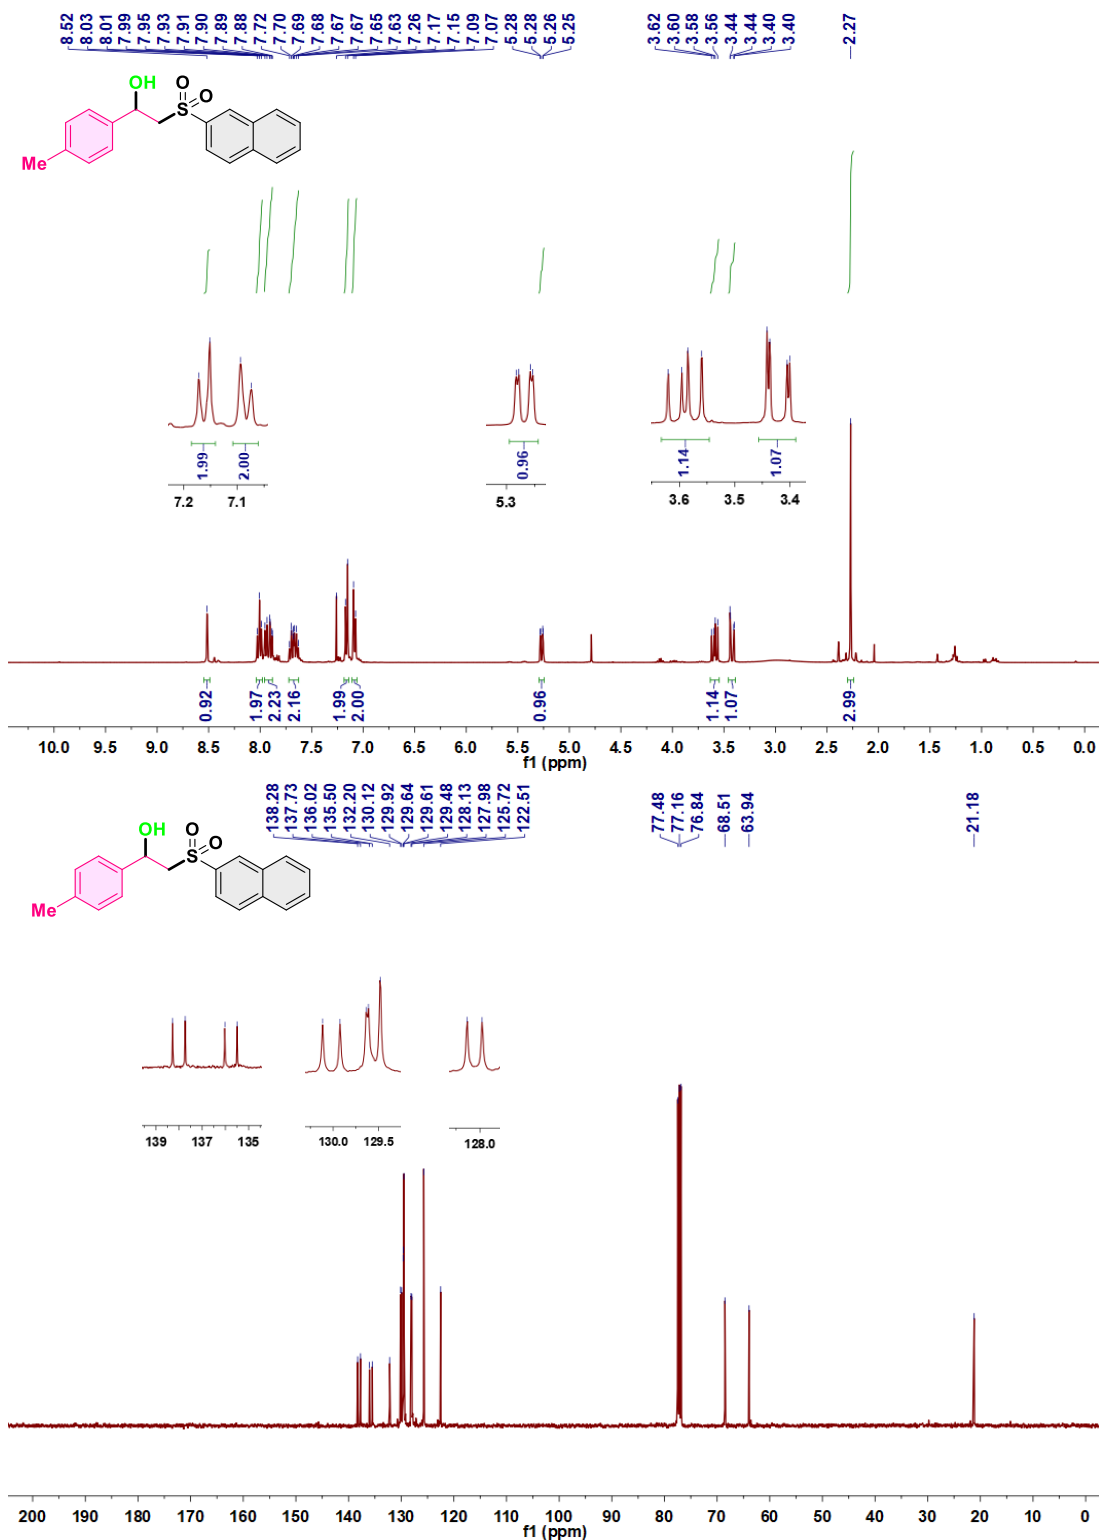 8.52 8.03 8.01 7.99 7.95 7.93 7.91 7.90 7.89 7.88 7.72 7.70 7.69 7.68 7.67 7.67 7.65 7.63 7.26 7.17 7.15 7.09 7.07 5.28 5.28 5.26 5.25 3.62 3.60 3.58 3.56 3.44 3.44 3.40 3.40 2.27
OH
O
O
S
Me
1.99 2.00 0.96 1.14 1.07
7.2 7.1 5.3 3.6 3.5 3.4
0.92 1.97 2.23 2.16 1.99 2.00 0.96 1.14 1.07 2.99
10.0 9.5 9.0 8.5 8.0 7.5 7.0 6.5 6.0 5.5 5.0 4.5 4.0 3.5 3.0 2.5 2.0 1.5 1.0 0.5 0.0
f1 (ppm)
138.28 137.73 136.02 135.50 132.20 130.12 129.92 129.64 129.61 129.48 128.13 127.98 125.72 122.51 77.48 77.16 76.84 68.51 63.94 21.18
OH
O
O
S
Me
139 137 135 130.0 129.5 128.0
200 190 180 170 160 150 140 130 120 110 100 90 80 70 60 50 40 30 20 10 0
f1 (ppm)